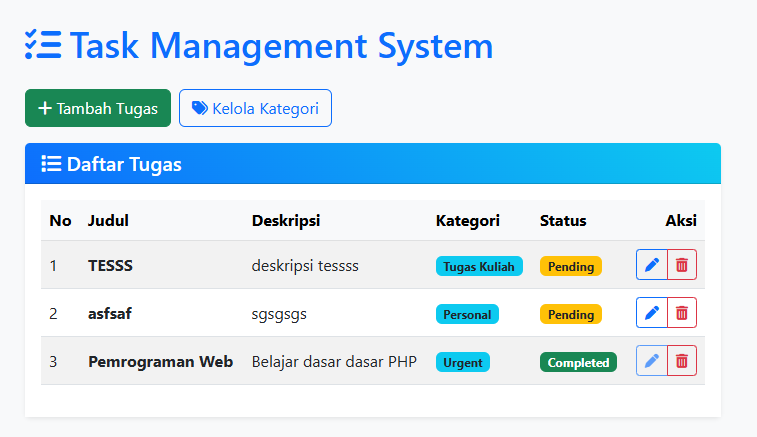 Task Management System
Tambah Tugas Kelola Kategori
Daftar Tugas
No Judul Deskripsi Kategori Status Aksi
1 TESSS deskripsi tessss Tugas Kuliah Pending
2 asfsaf sgsgsgs Personal Pending
3 Pemrograman Web Belajar dasar dasar PHP Urgent Completed